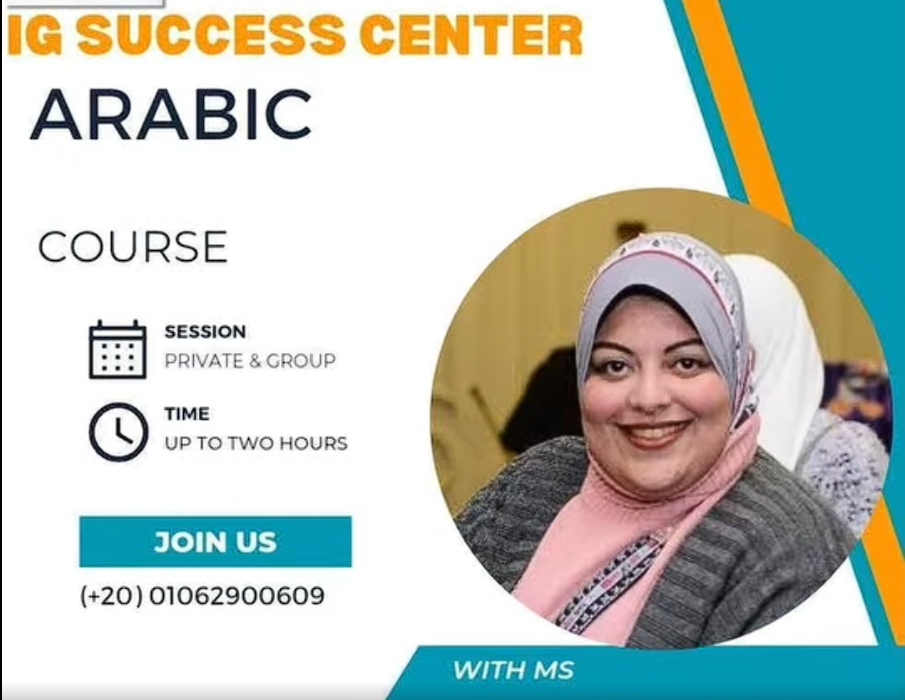 IG SUCCESS CENTER
ARABIC
COURSE
SESSION
PRIVATE & GROUP
TIME
UP TO TWO HOURS
JOIN US
(+20) 01062900609
WITH MS